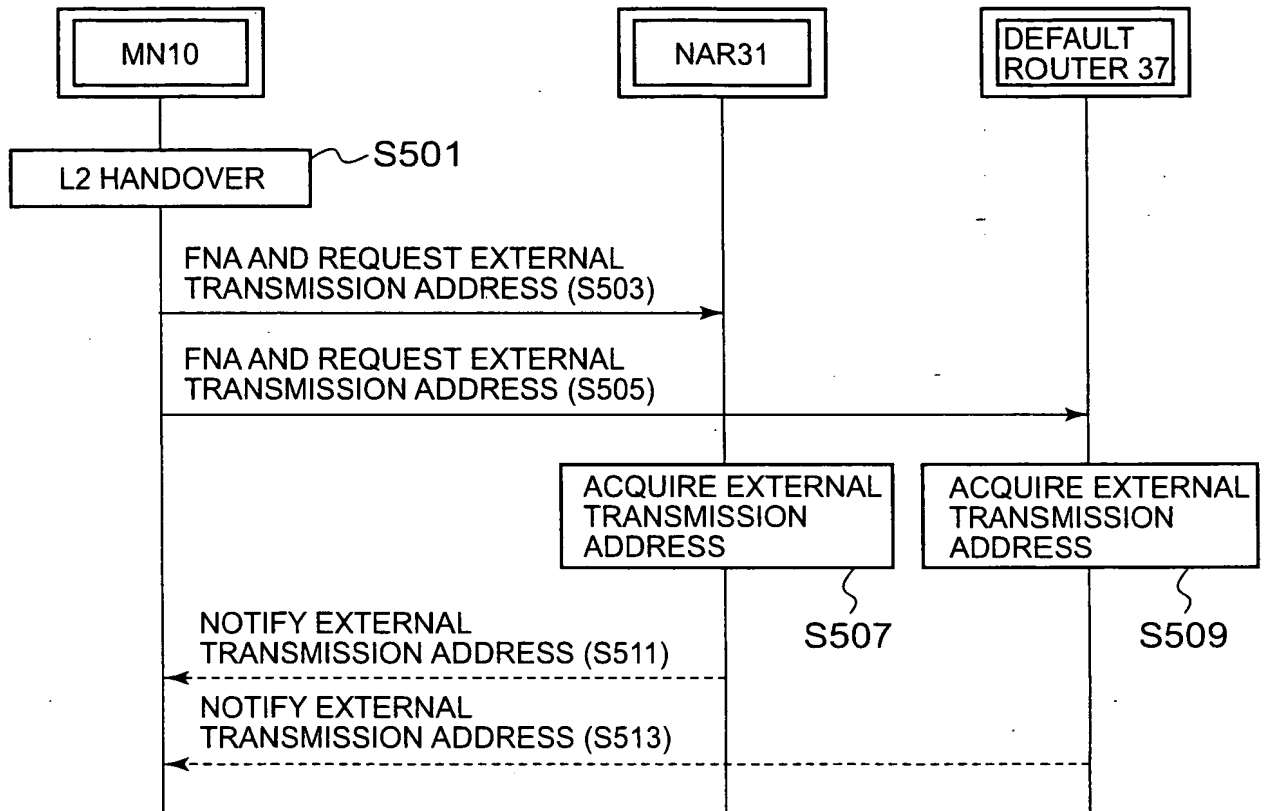 MN10
NAR31
DEFAULT
ROUTER 37
S501
L2 HANDOVER
FNA AND REQUEST EXTERNAL
TRANSMISSION ADDRESS (S503)
FNA AND REQUEST EXTERNAL
TRANSMISSION ADDRESS (S505)
ACQUIRE EXTERNAL
TRANSMISSION
ADDRESS
ACQUIRE EXTERNAL
TRANSMISSION
ADDRESS
S507
S509
NOTIFY EXTERNAL
TRANSMISSION ADDRESS (S511)
NOTIFY EXTERNAL
TRANSMISSION ADDRESS (S513)